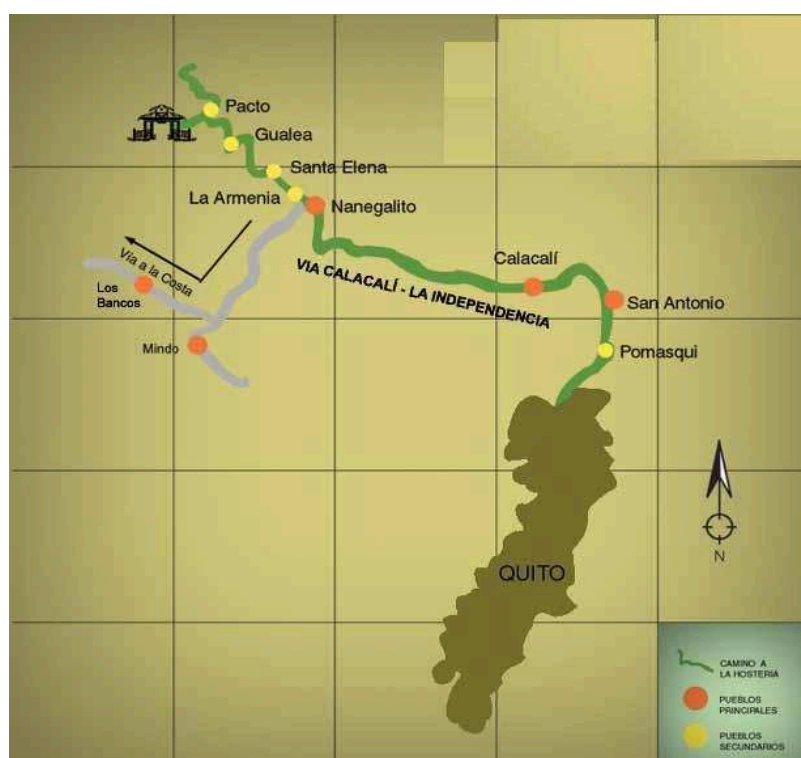 Pacto
Gualea
Santa Elena
La Armenia
Nanegalito
Calacalí
VIA CALACALÍ - LA INDEPENDENCIA
San Antonio
Via a la Costa
Los
Bancos
Mindo
Pomasqui
QUITO
N
CAMINO A
LA HOSTERIA
PUEBLOS
PRINCIPALES
PUEBLOS
SECUNDARIOS